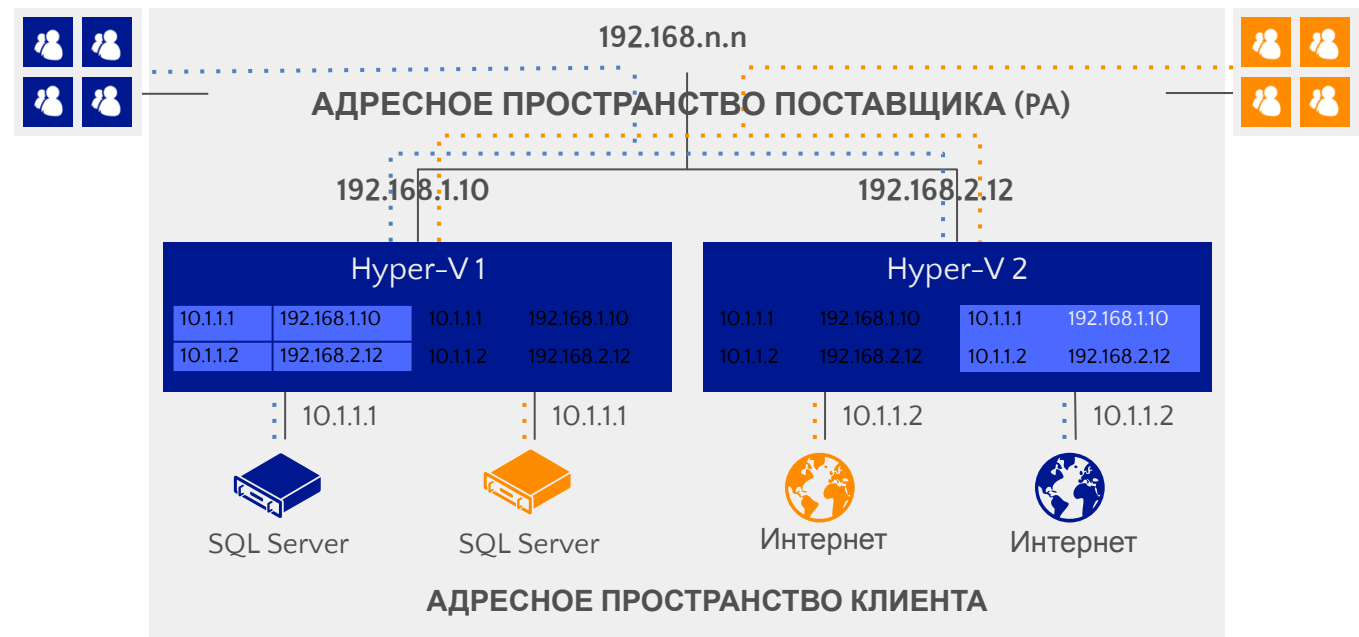 192.168.n.n
АДРЕСНОЕ ПРОСТРАНСТВО ПОСТАВЩИКА (PA)
192.168.1.10 192.168.2.12
Hyper-V 1 Hyper-V 2
10.1.1.1 192.168.1.10 10.1.1.1 192.168.1.10 10.1.1.1 192.168.1.10 10.1.1.1 192.168.1.10
10.1.1.2 192.168.2.12 10.1.1.2 192.168.2.12 10.1.1.2 192.168.2.12 10.1.1.2 192.168.2.12
10.1.1.1 10.1.1.1 10.1.1.2 10.1.1.2
SQL Server SQL Server Интернет Интернет
АДРЕСНОЕ ПРОСТРАНСТВО КЛИЕНТА